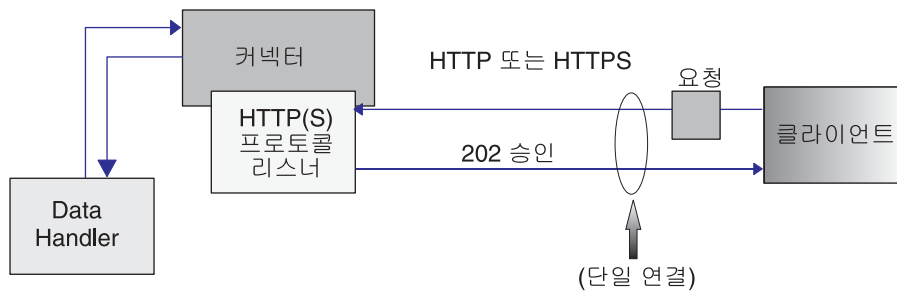 커넥터
HTTP 또는 HTTPS
요청
HTTP(S)
프로토콜
리스너
클라이언트
202 승인
Data
Handler
(단일 연결)